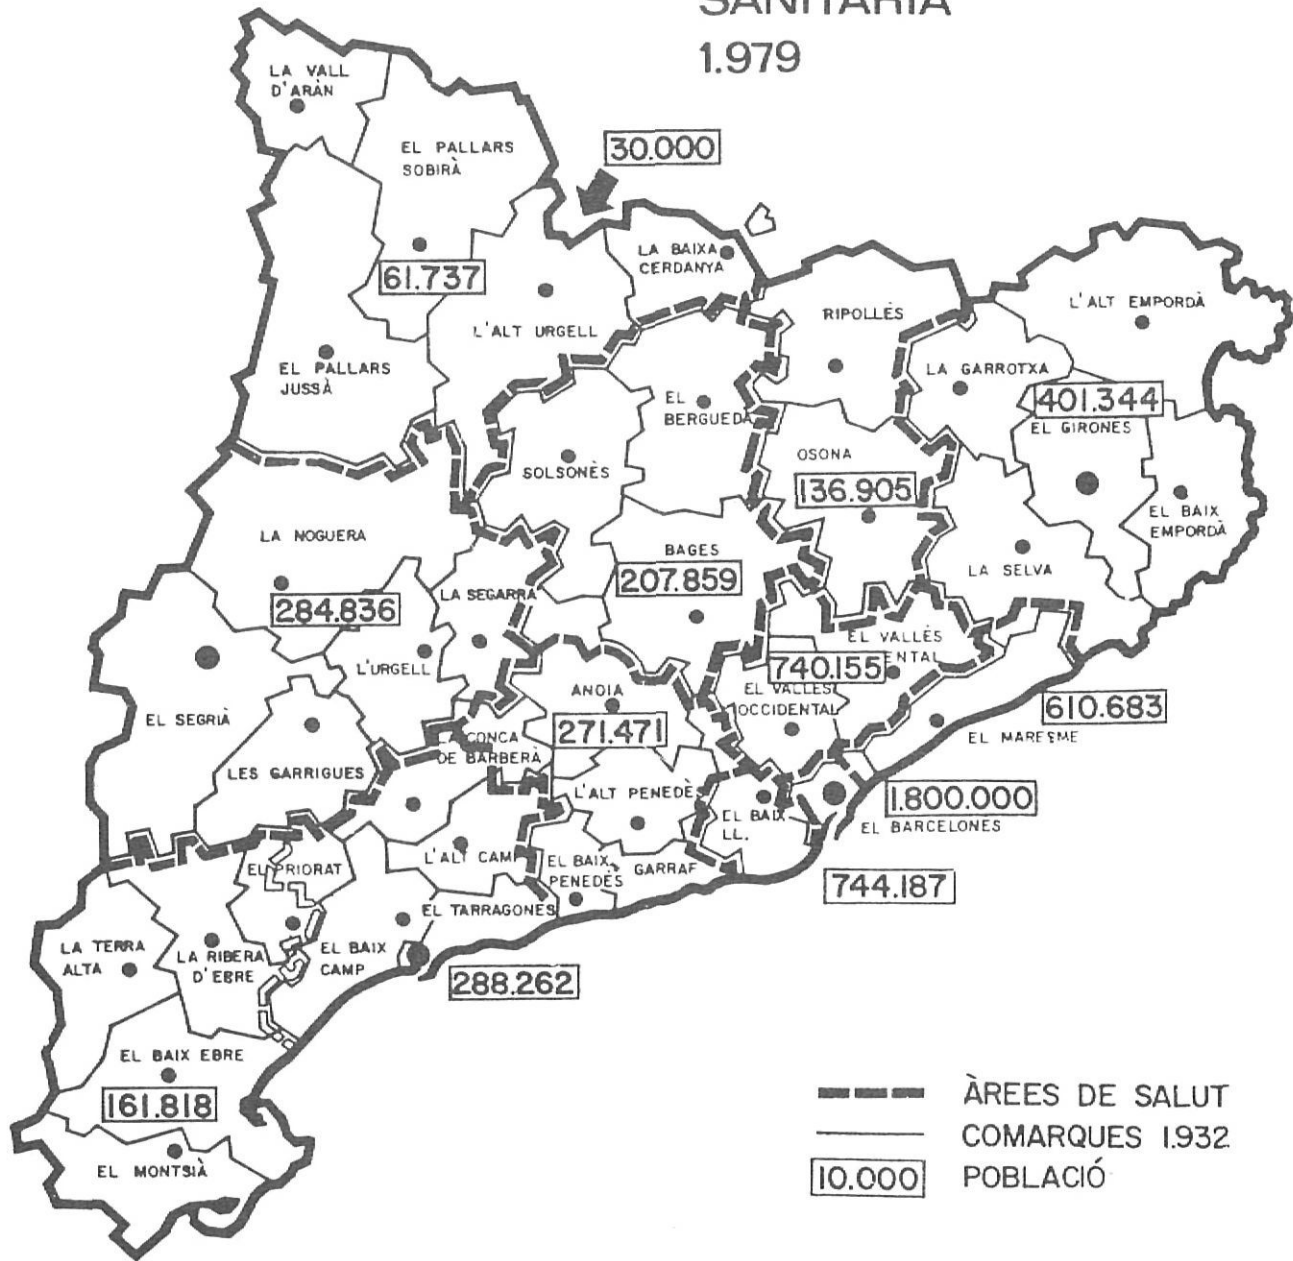 SANITARIA
1.979
LA VALL
D'ARÀN
EL PALLARS
SOBIRÀ
30.000
LA BAIXA
CERDANYA
61.737
L'ALT URGELL
RIPOLLÈS
L'ALT EMPORDÀ
EL PALLARS
JUSSÀ
LA GARROTXA
EL
BERGUEDÀ
401.344
EL GIRONÈS
SOLSONÈS
OSONA
136.905
EL BAIX
EMPORDÀ
LA NOGUERA
BAGES
207.859
LA SELVA
284.836
LA SEGARRA
L'URGELL
EL VALLÈS
ENTAL
740.155
EL VALLÈS
OCCIDENTAL
ANOIA
271.471
610.683
EL MARESME
EL SEGRIÀ
LA CONCA
DE BARBERÀ
LES GARRIGUES
L'ALT PENEDÈS
EL BAIX
LL.
1.800.000
EL BARCELONES
L'ALT CAMP
EL BAIX
PENEDÈS
GARRAF
744.187
EL PRIORAT
EL TARRAGONES
LA TERRA
ALTA
LA RIBERA
D'EBRE
EL BAIX
CAMP
288.262
EL BAIX EBRE
161.818
EL MONTSIÀ
ÀREES DE SALUT
COMARQUES 1.932
10.000 POBLACIÓ